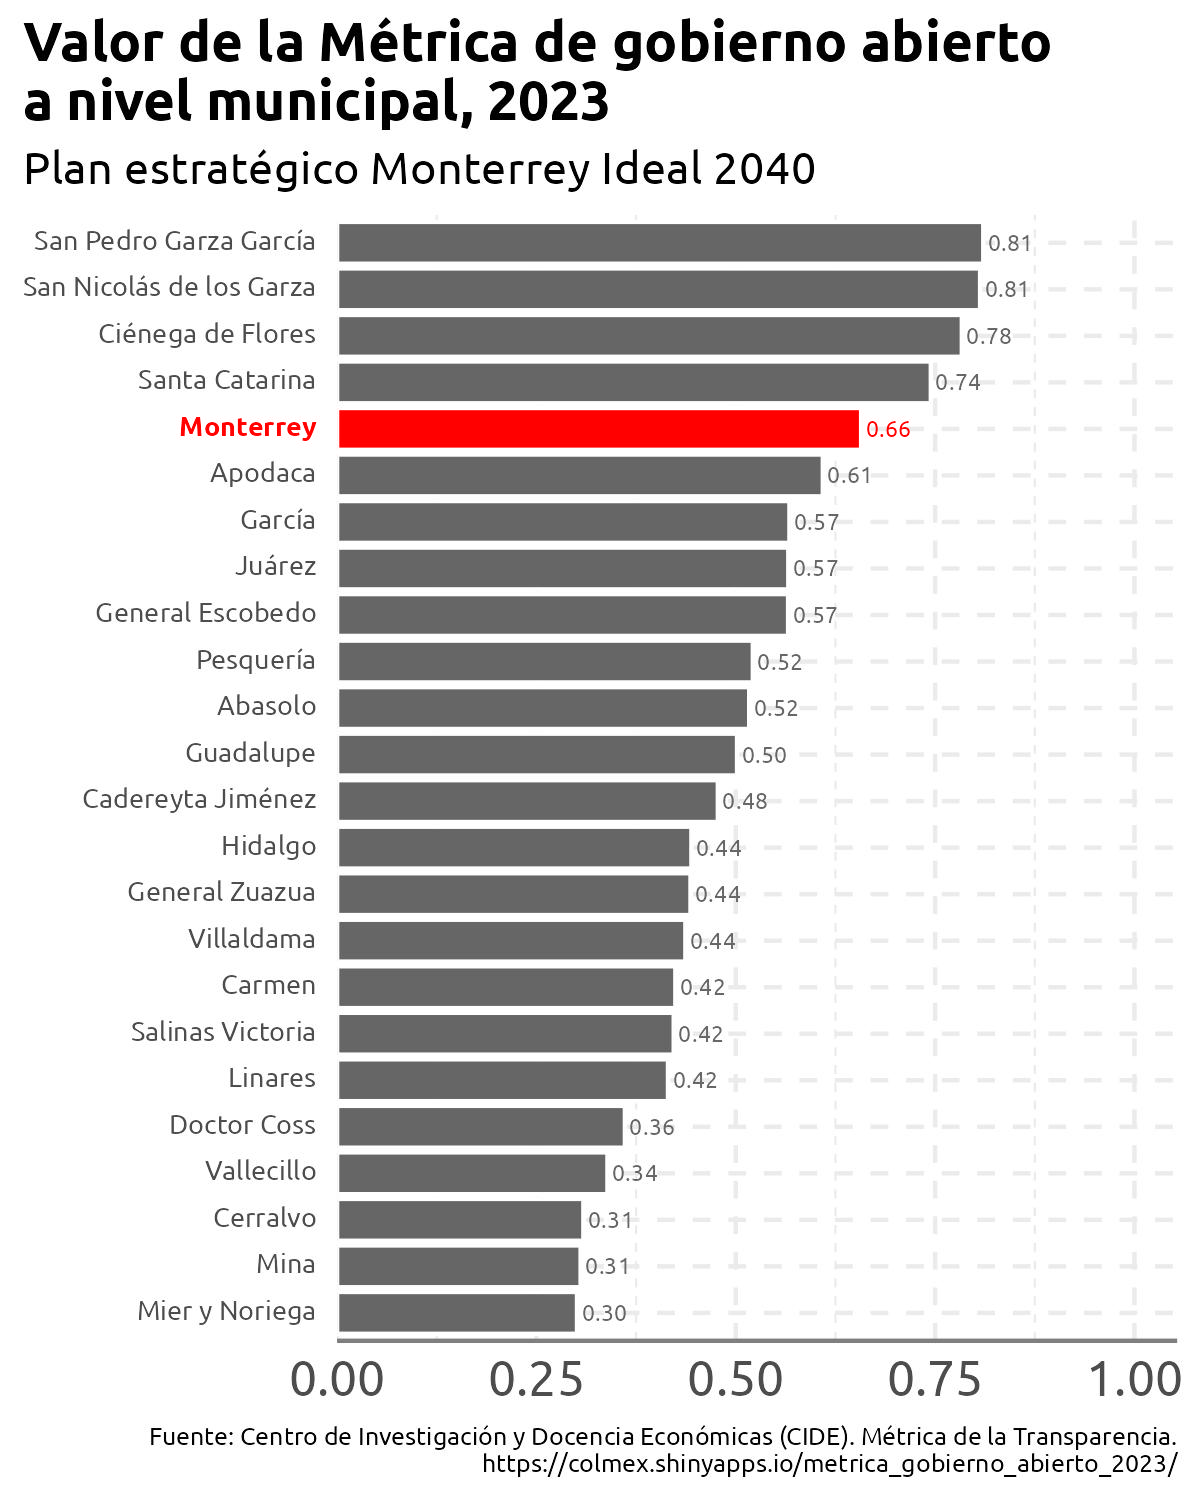 Valor de la Métrica de gobierno abierto
a nivel municipal, 2023
Plan estratégico Monterrey Ideal 2040
San Pedro Garza García 0.81
San Nicolás de los Garza 0.81
Ciénega de Flores 0.78
Santa Catarina 0.74
Monterrey 0.66
Apodaca 0.61
García 0.57
Juárez 0.57
General Escobedo 0.57
Pesquería 0.52
Abasolo 0.52
Guadalupe 0.50
Cadereyta Jiménez 0.48
Hidalgo 0.44
General Zuazua 0.44
Villaldama 0.44
Carmen 0.42
Salinas Victoria 0.42
Linares 0.42
Doctor Coss 0.36
Vallecillo 0.34
Cerralvo 0.31
Mina 0.31
Mier y Noriega 0.30
0.00 0.25 0.50 0.75 1.00
Fuente: Centro de Investigación y Docencia Económicas (CIDE). Métrica de la Transparencia.
https://colmex.shinyapps.io/metrica_gobierno_abierto_2023/